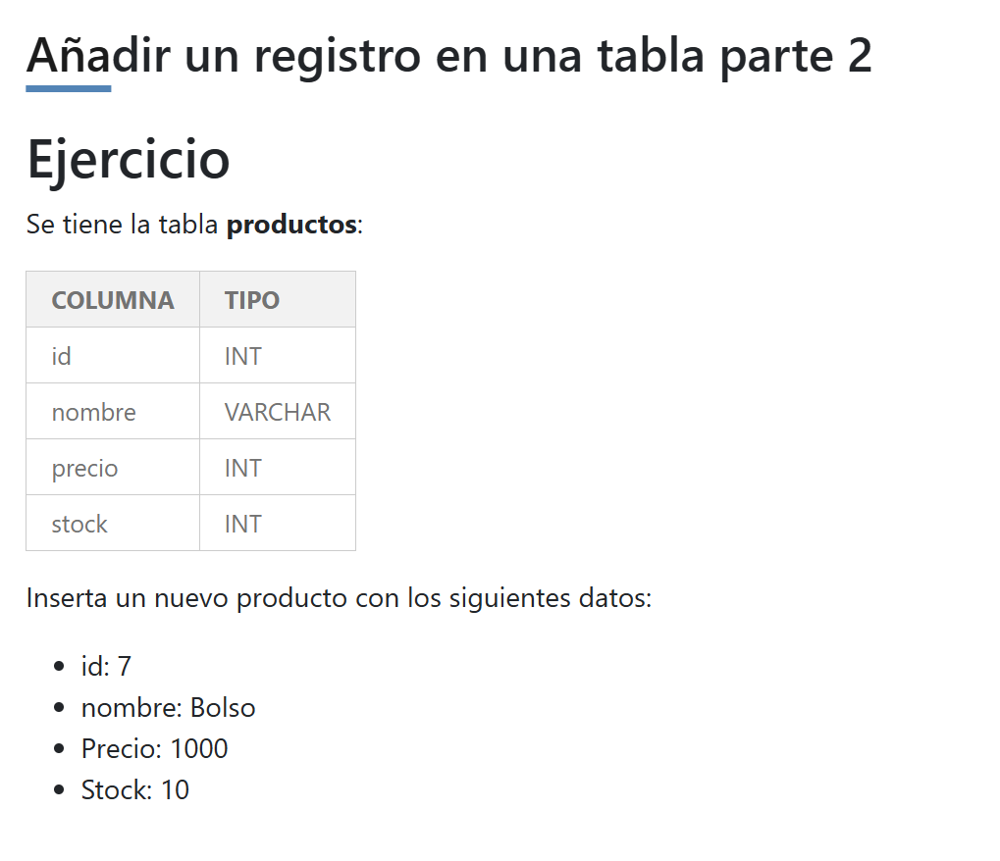 Añadir un registro en una tabla parte 2
Ejercicio
Se tiene la tabla productos:
COLUMNA TIPO
id INT
nombre VARCHAR
precio INT
stock INT
Inserta un nuevo producto con los siguientes datos:
• id: 7
• nombre: Bolso
• Precio: 1000
• Stock: 10